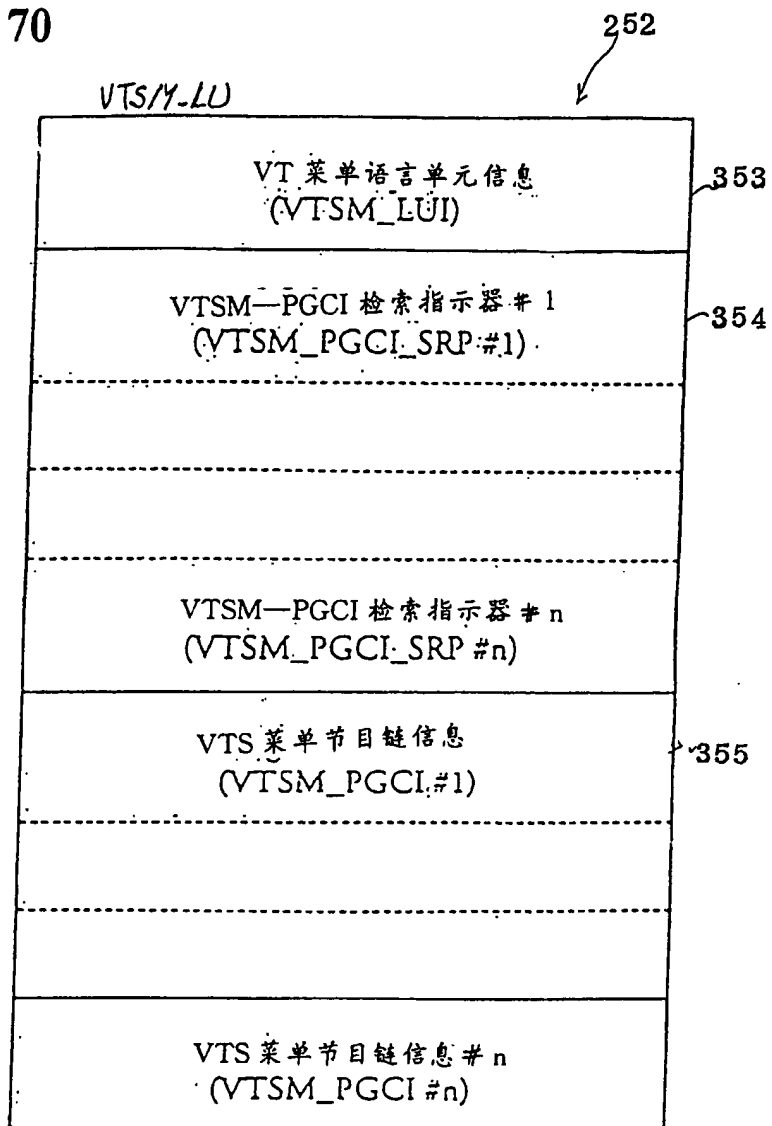 70
252
VTSM_LU
VT 菜单语言单元信息
(VTSM_LUI)
353
VTSM—PGCI 检索指示器 # 1
(VTSM_PGCI_SRP #1)
354
VTSM—PGCI 检索指示器 # n
(VTSM_PGCI_SRP #n)
VTS 菜单节目链信息
(VTSM_PGCI #1)
355
VTS 菜单节目链信息 # n
(VTSM_PGCI #n)